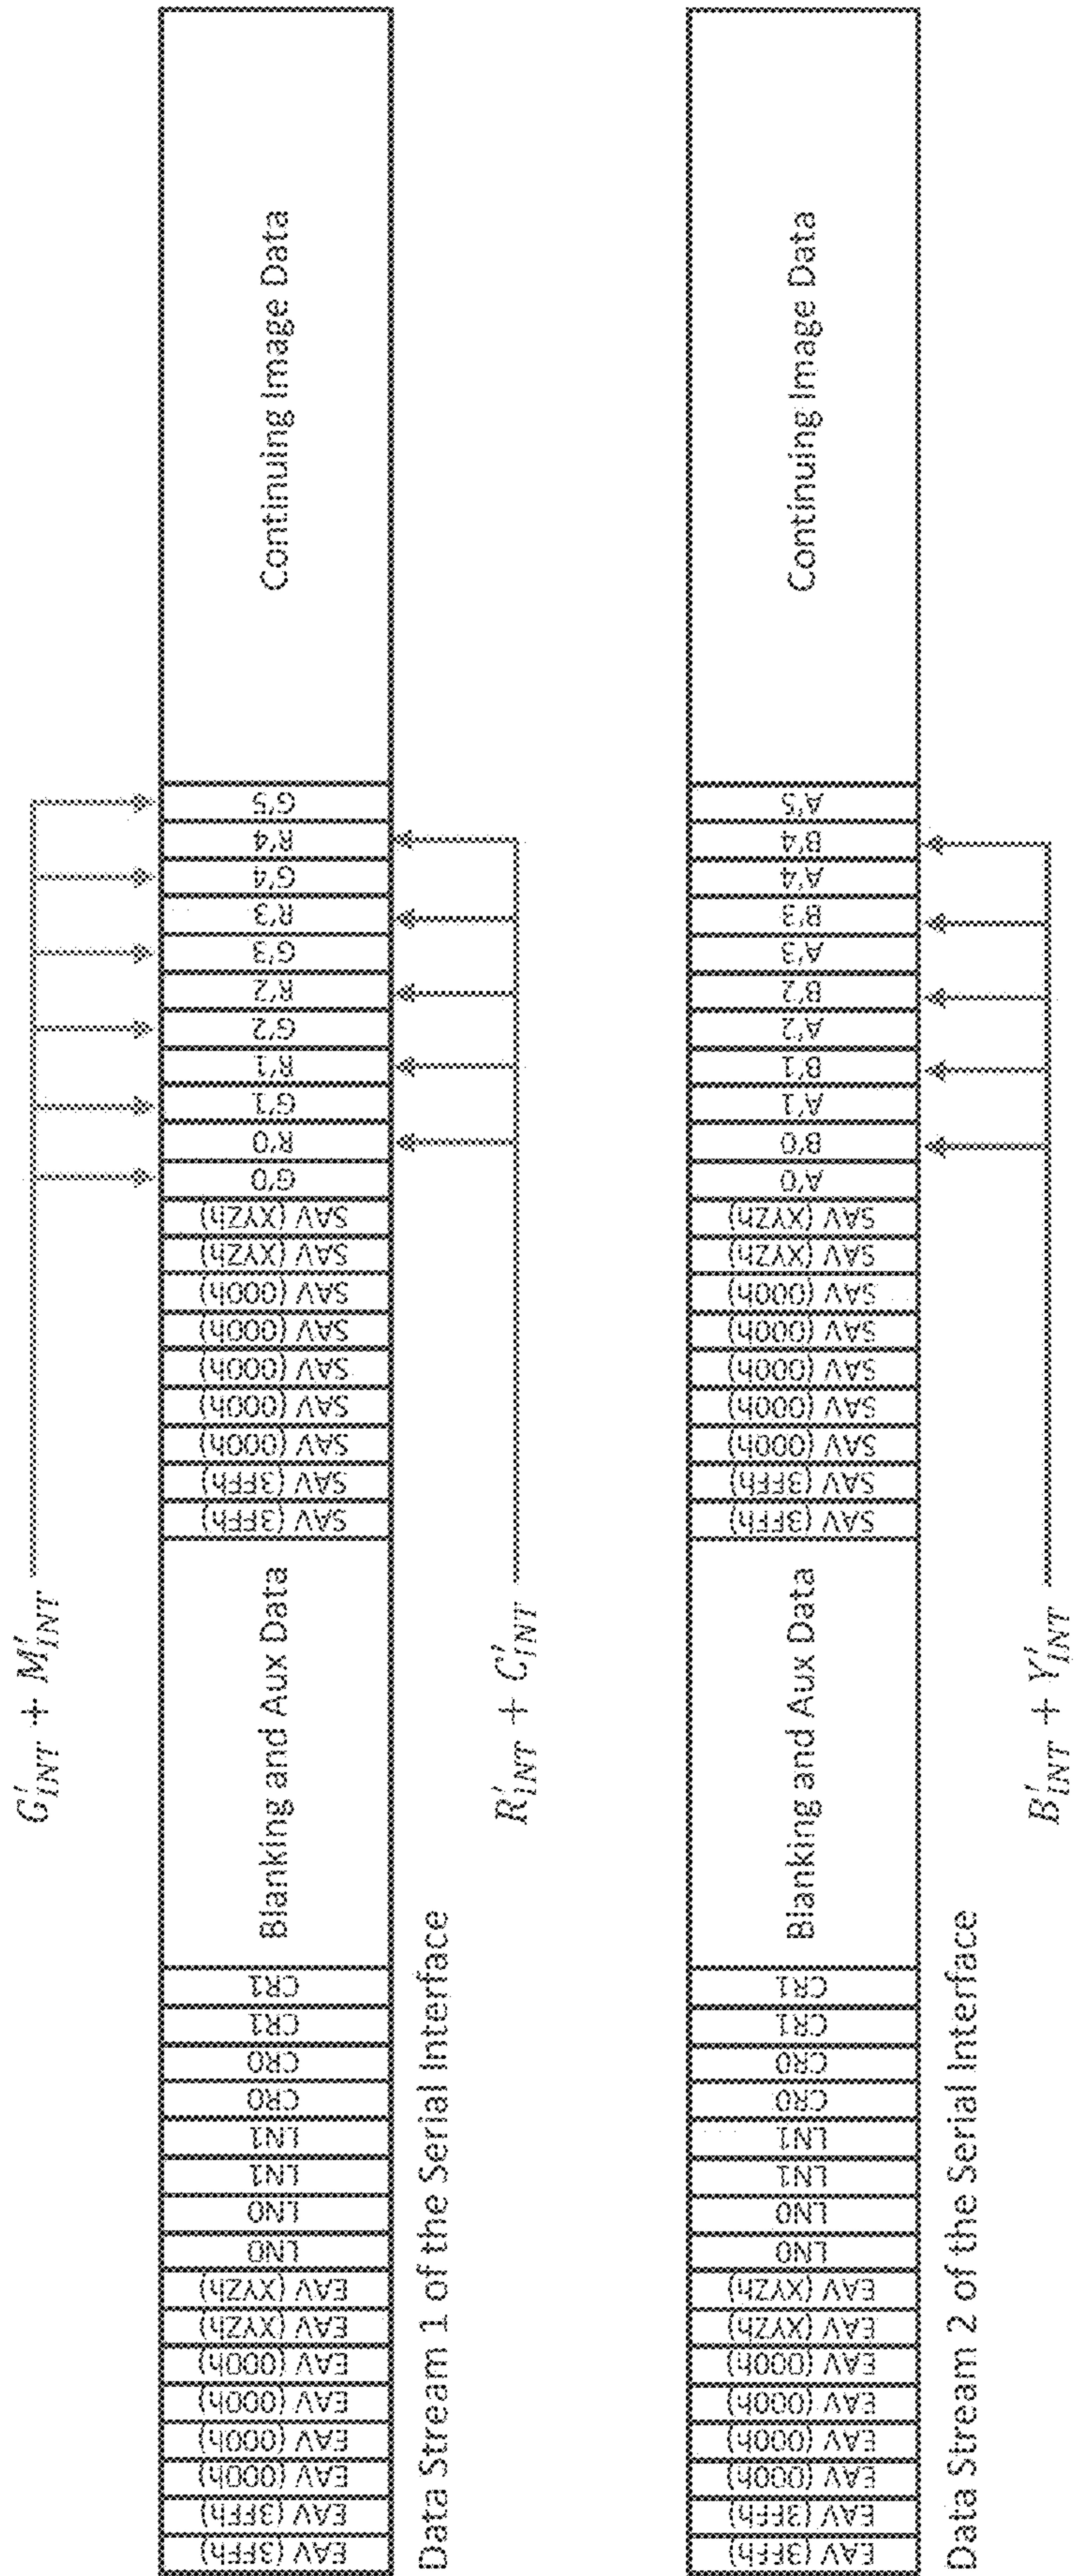 G'INT + M'INT
EAV (3FFh)
EAV (3FFh)
EAV (000h)
EAV (000h)
EAV (000h)
EAV (000h)
EAV (XYZh)
EAV (XYZh)
LN0
LN0
LN1
LN1
CR0
CR0
CR1
CR1
Blanking and Aux Data
SAV (3FFh)
SAV (3FFh)
SAV (000h)
SAV (000h)
SAV (000h)
SAV (000h)
SAV (000h)
SAV (XYZh)
SAV (XYZh)
G'0
R'0
G'1
R'1
G'2
R'2
G'3
R'3
G'4
R'4
G'5
Continuing Image Data
Data Stream 1 of the Serial Interface
R'INT + C'INT
EAV (3FFh)
EAV (3FFh)
EAV (000h)
EAV (000h)
EAV (000h)
EAV (000h)
EAV (XYZh)
EAV (XYZh)
LN0
LN0
LN1
LN1
CR0
CR0
CR1
CR1
Blanking and Aux Data
SAV (3FFh)
SAV (3FFh)
SAV (000h)
SAV (000h)
SAV (000h)
SAV (000h)
SAV (000h)
SAV (XYZh)
SAV (XYZh)
A'0
B'0
A'1
B'1
A'2
B'2
A'3
B'3
A'4
B'4
A'5
Continuing Image Data
Data Stream 2 of the Serial Interface
B'INT + Y'INT